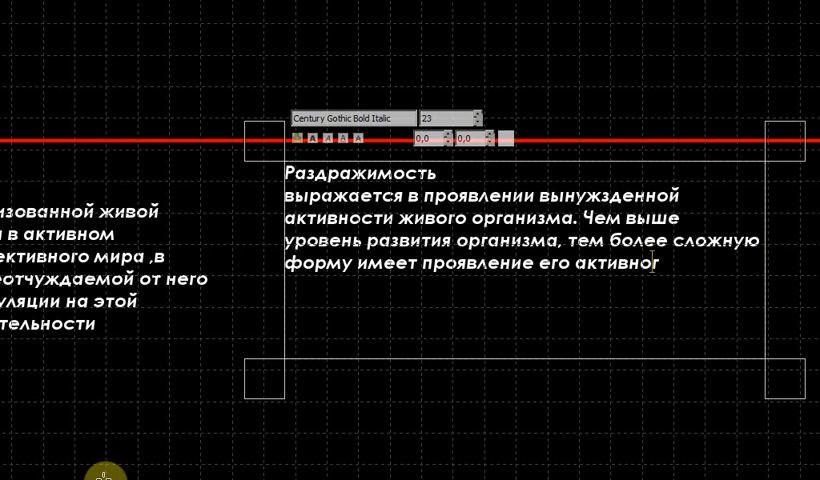 Century Gothic Bold Italic 23
A A A A 0,0 0,0
Раздражимость
выражается в проявлении вынужзденной
активности живого организма. Чем выше
уровень развития организма, тем более сложную
форму имеет проявление его активног
изованной живой
в активном
ективного мира ,в
еотчуждаемой от него
уляции на этой
тельности